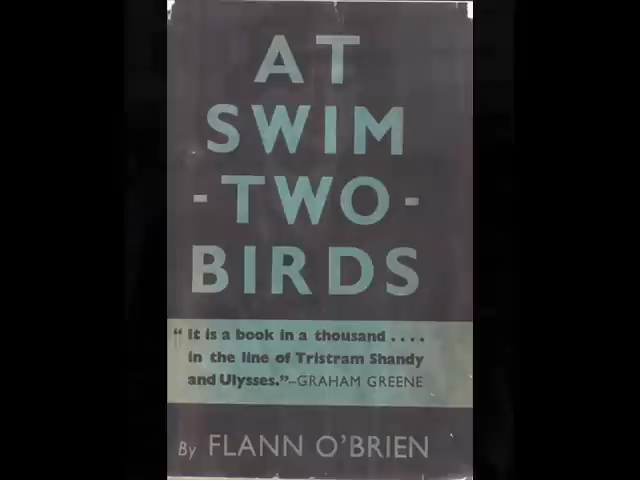 AT
SWIM
-TWO-
BIRDS
"It is a book in a thousand ....
in the line of Tristram Shandy
and Ulysses."–GRAHAM GREENE
By FLANN O'BRIEN